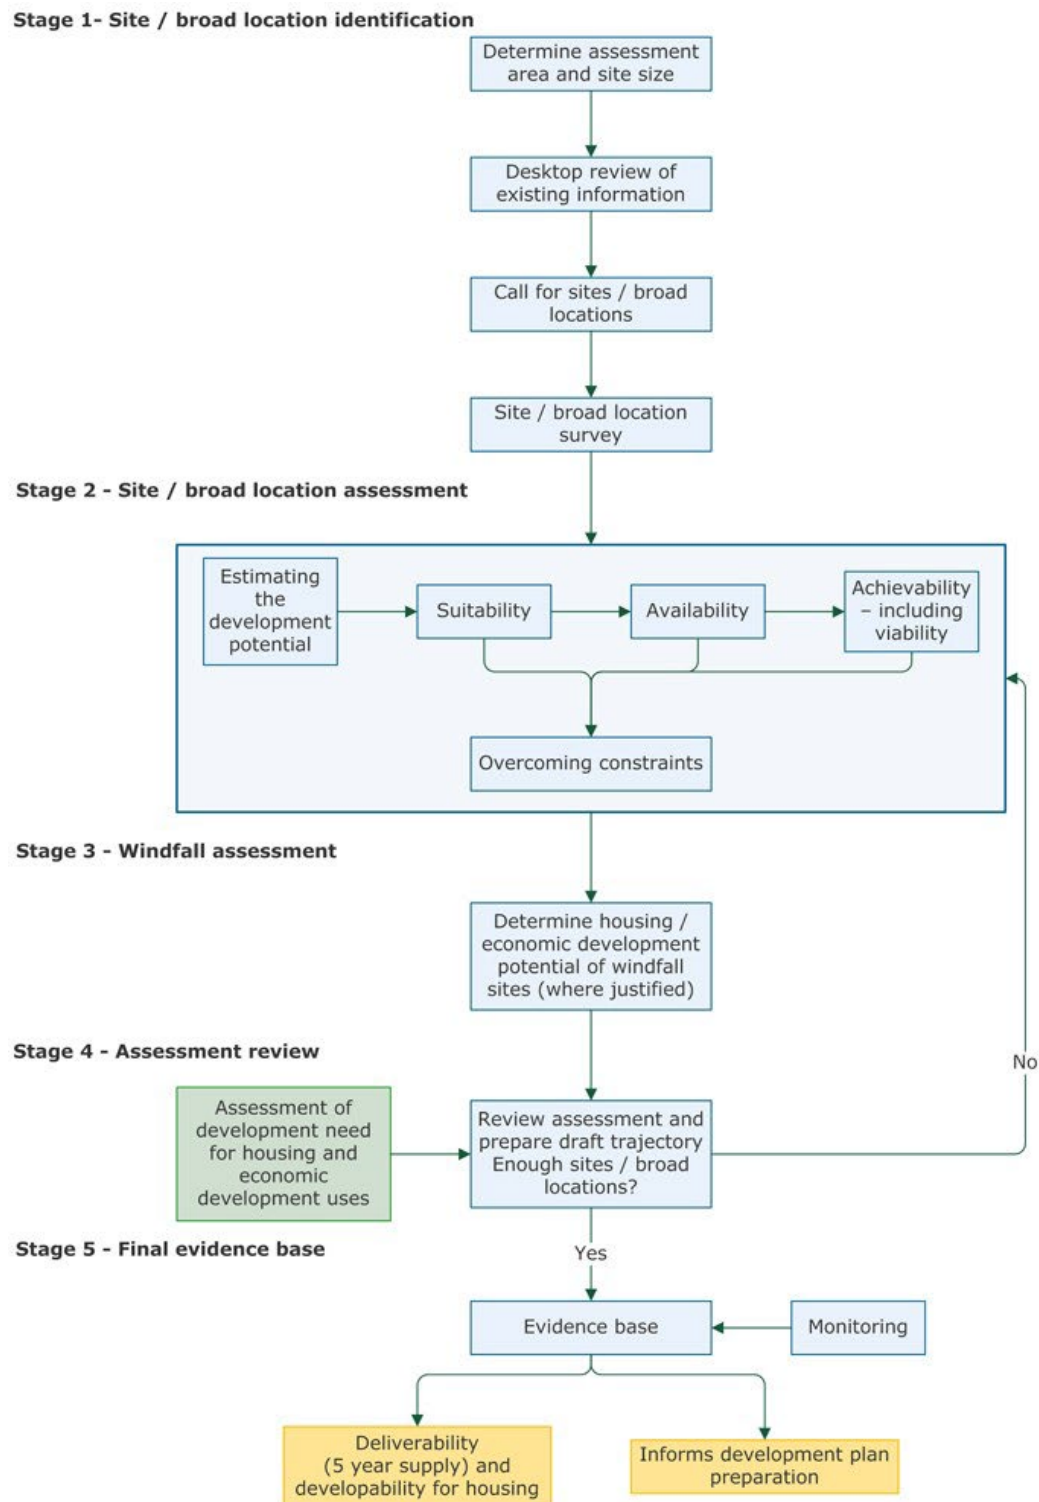 Stage 1- Site / broad location identification
Determine assessment
area and site size
Desktop review of
existing information
Call for sites / broad
locations
Site / broad location
survey
Stage 2 - Site / broad location assessment
Estimating
the
development
potential
Suitability
Availability
Achievability
– including
viability
Overcoming constraints
Stage 3 - Windfall assessment
Determine housing /
economic development
potential of windfall
sites (where justified)
Stage 4 - Assessment review
No
Assessment of
development need
for housing and
economic
development uses
Review assessment and
prepare draft trajectory
Enough sites / broad
locations?
Stage 5 - Final evidence base
Yes
Evidence base
Monitoring
Deliverability
(5 year supply) and
developability for housing
Informs development plan
preparation